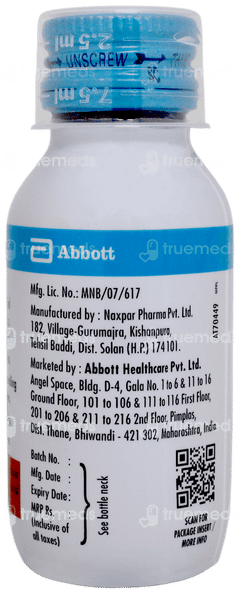 2.5 ml
UNSCREW
7.5 ml
Abbott
Mfg. Lic. No.: MNB/07/617
Manufactured by : Naxpar Pharma Pvt. Ltd.
182, Village-Gurumajra, Kishanpura,
Tehsil Baddi, Dist. Solan (H.P.) 174101.
Marketed by : Abbott Healthcare Pvt. Ltd.
Angel Space, Bldg. D-4, Gala No. 1 to 6 & 11 to 16
Ground Floor, 101 to 106 & 111 to 116 First Floor,
201 to 206 & 211 to 216 2nd Floor, Pimplas,
Dist. Thane, Bhiwandi - 421 302, Maharashtra, India
Batch No. :
Mfg. Date :
Expiry Date :
MRP Rs.
(Inclusive of
all taxes)
See bottle neck
SCAN FOR
PACKAGE INSERT /
MORE INFO
truemeds
truemeds
truemeds
truemeds